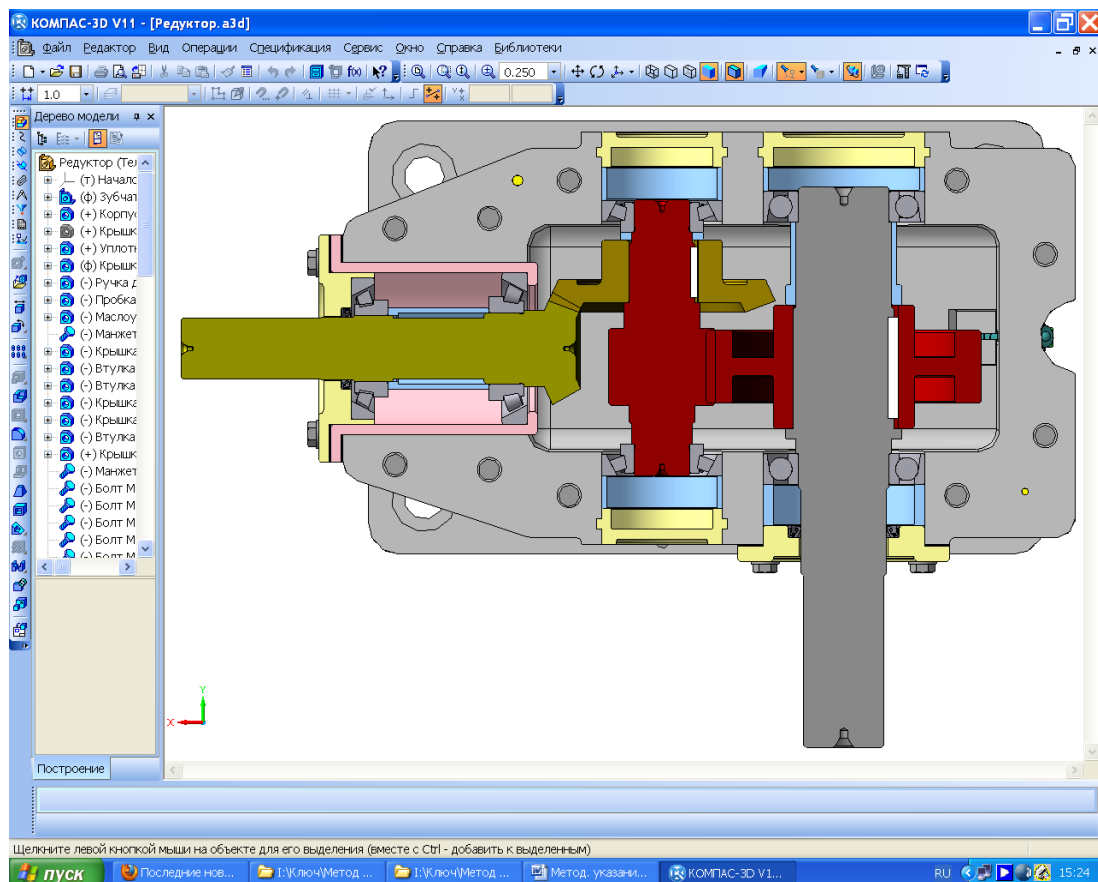 КОМПАС-3D V11 - [Редуктор.a3d]
Файл Редактор Вид Операции Спецификация Сервис Окно Справка Библиотеки
0.250
1.0
Дерево модели
Редуктор (Тел
(т) Началс
(ф) Зубчат
(+) Корпус
(+) Крышк
(+) Уплотн
(ф) Крышк
(-) Ручка д
(-) Пробка
(-) Маслоу
(-) Манжет
(-) Крышка
(-) Втулка
(-) Втулка
(-) Крышка
(-) Крышка
(-) Втулка
(+) Крышк
(-) Манжет
(-) Болт М
(-) Болт М
(-) Болт М
(-) Болт М
(-) Болт М
Y
X
Построение
Щелкните левой кнопкой мыши на объекте для его выделения (вместе с Ctrl - добавить к выделенным)
пуск Последние нов... I:\Ключ\Метод ... I:\Ключ\Метод ... Метод. указани... КОМПАС-3D V1... RU 15:24